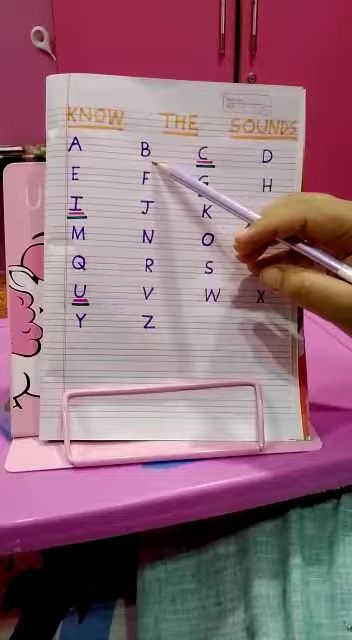 KNOW THE SOUNDS
A B C D
E F G H
I J K
M N O
Q R S
U V W X
Y Z